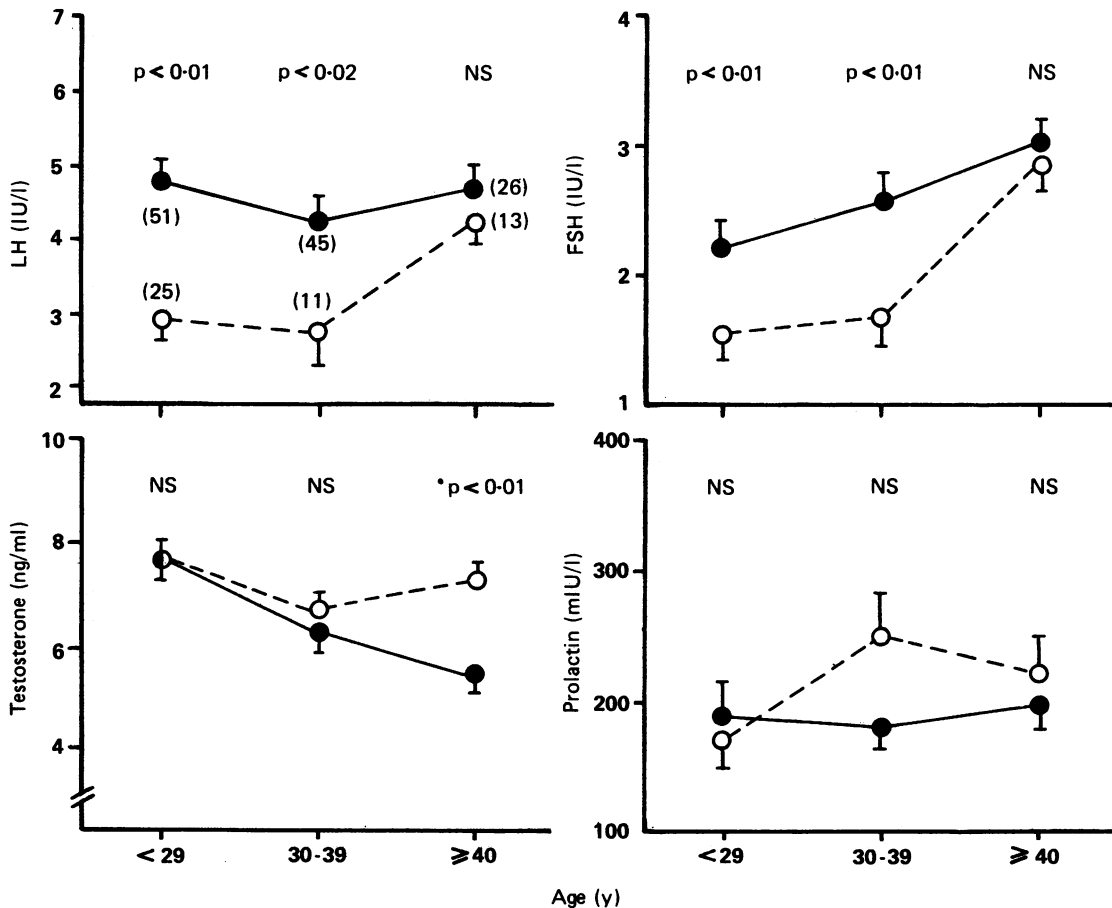 7
6
5
4
3
2
LH (IU/l)
p < 0·01
p < 0·02
NS
(51)
(45)
(26)
(13)
(25)
(11)
4
3
2
1
FSH (IU/l)
p < 0·01
p < 0·01
NS
10
8
6
4
Testosterone (ng/ml)
NS
NS
*p < 0·01
< 29
30-39
⩾ 40
400
300
200
100
Prolactin (mIU/l)
NS
NS
NS
< 29
30-39
⩾ 40
Age (y)